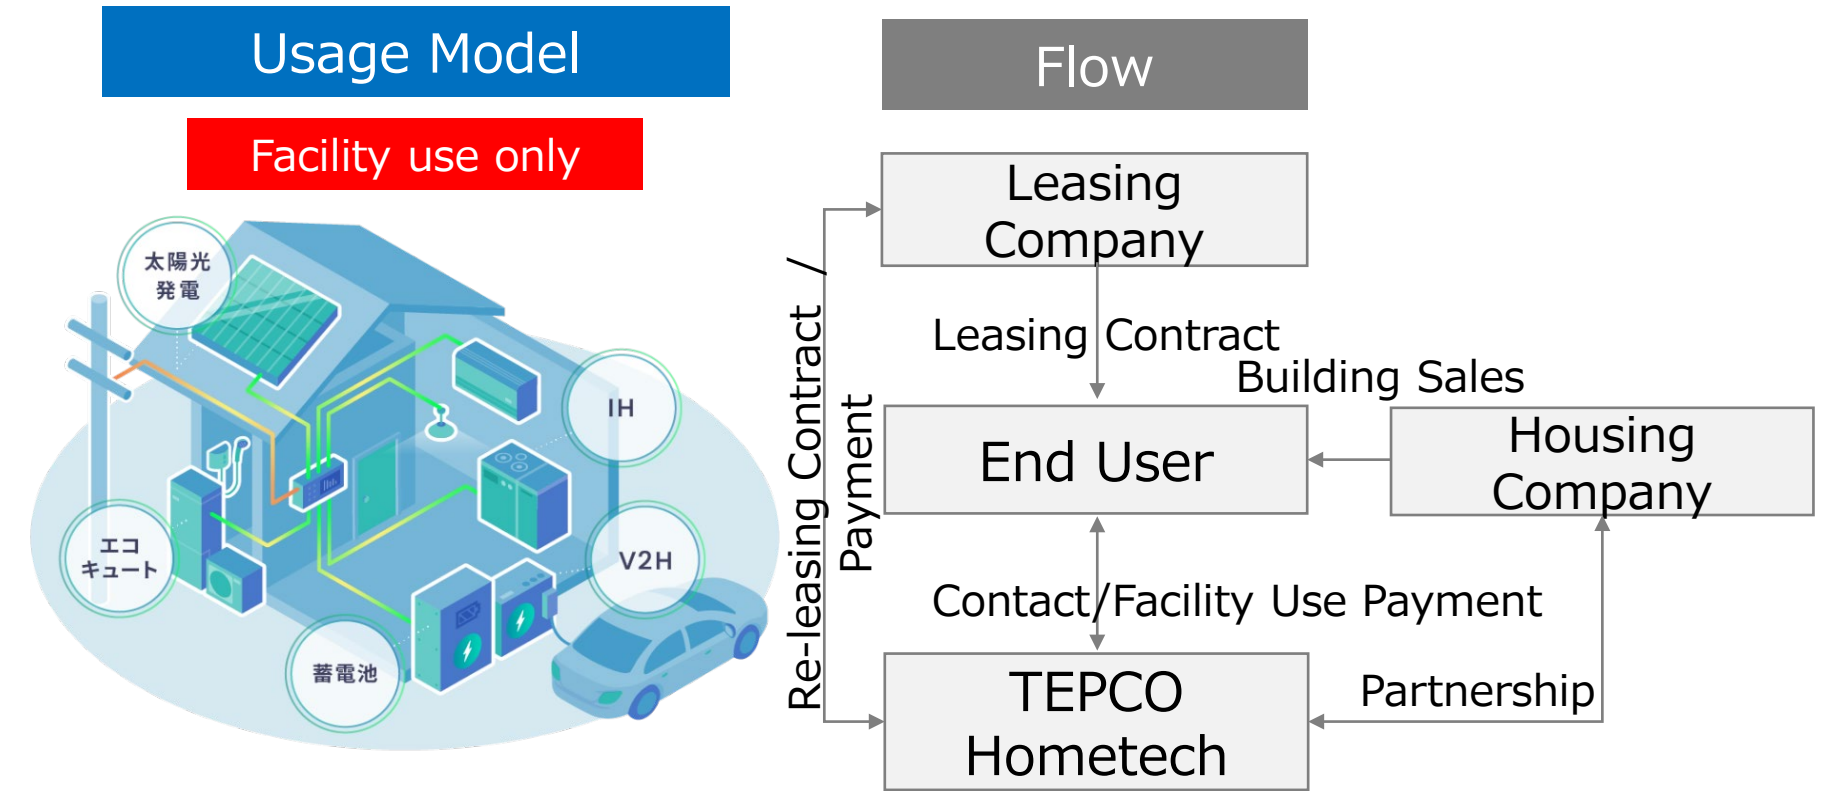 Usage Model
Facility use only
太陽光
発電
IH
エコ
キュート
V2H
蓄電池
Flow
Leasing
Company
Re-leasing Contract /
Payment
Leasing Contract
Building Sales
End User
Housing
Company
Contact/Facility Use Payment
TEPCO
Hometech
Partnership